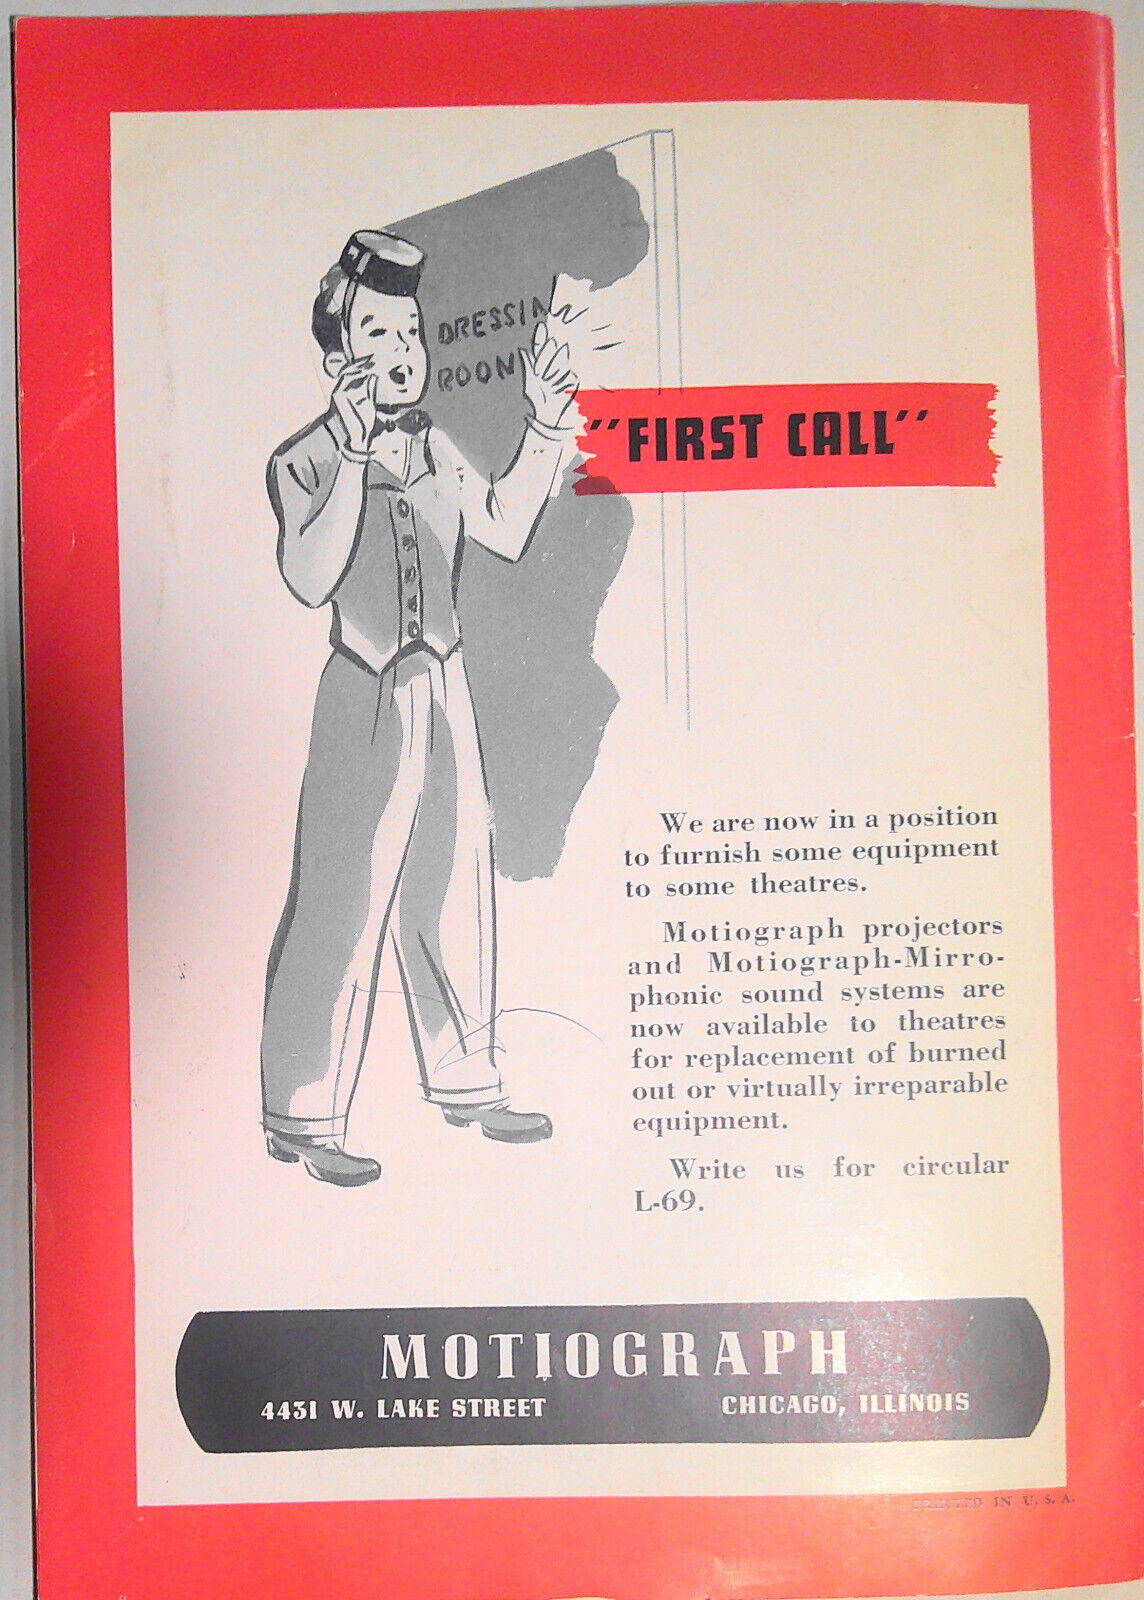 DRESSIN
ROOM
"FIRST CALL"
We are now in a position
to furnish some equipment
to some theatres.
Motiograph projectors
and Motiograph-Mirro-
phonic sound systems are
now available to theatres
for replacement of burned
out or virtually irreparable
equipment.
Write us for circular
L-69.
MOTIOGRAPH
4431 W. LAKE STREET CHICAGO, ILLINOIS
PRINTED IN U. S. A.